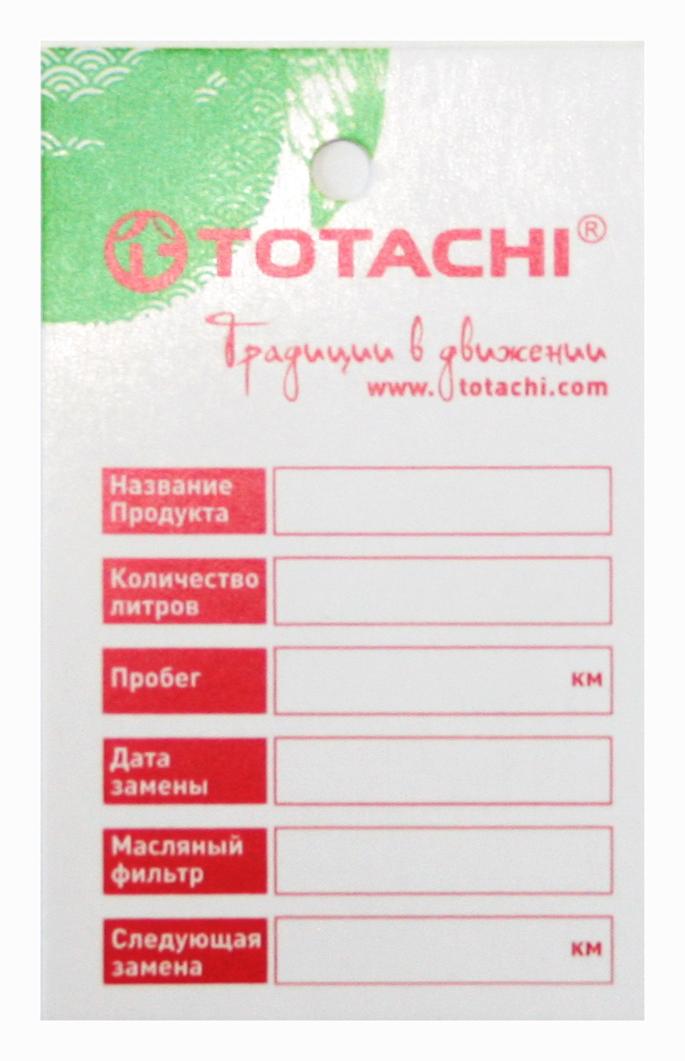 TOTACHI®
Традиции в движении
www.totachi.com
Название
Продукта
Количество
литров
Пробег
км
Дата
замены
Масляный
фильтр
Следующая
замена
км